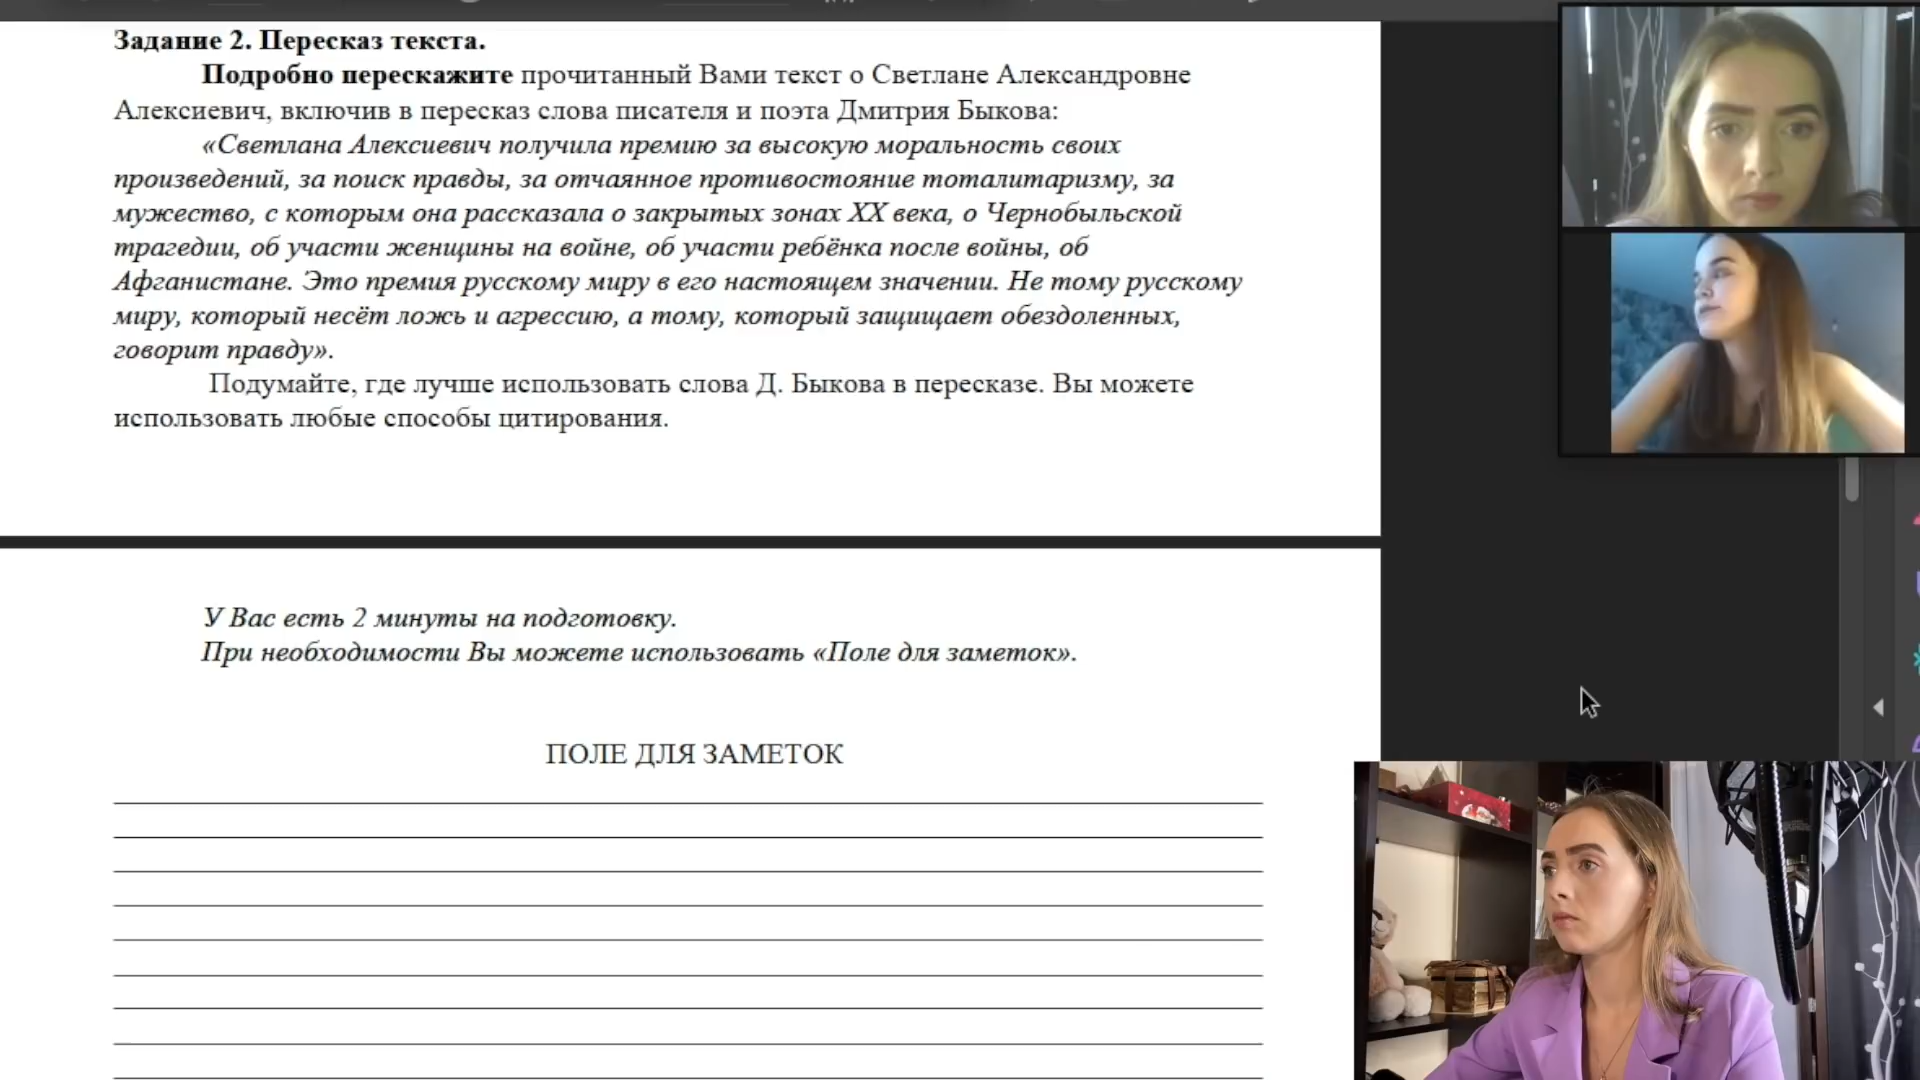 Задание 2. Пересказ текста.
Подробно перескажите прочитанный Вами текст о Светлане Александровне
Алексиевич, включив в пересказ слова писателя и поэта Дмитрия Быкова:
«Светлана Алексиевич получила премию за высокую моральность своих
произведений, за поиск правды, за отчаянное противостояние тоталитаризму, за
мужество, с которым она рассказала о закрытых зонах XX века, о Чернобыльской
трагедии, об участи женщины на войне, об участи ребёнка после войны, об
Афганистане. Это премия русскому миру в его настоящем значении. Не тому русскому
миру, который несёт ложь и агрессию, а тому, который защищает обездоленных,
говорит правду».
Подумайте, где лучше использовать слова Д. Быкова в пересказе. Вы можете
использовать любые способы цитирования.
У Вас есть 2 минуты на подготовку.
При необходимости Вы можете использовать «Поле для заметок».
ПОЛЕ ДЛЯ ЗАМЕТОК